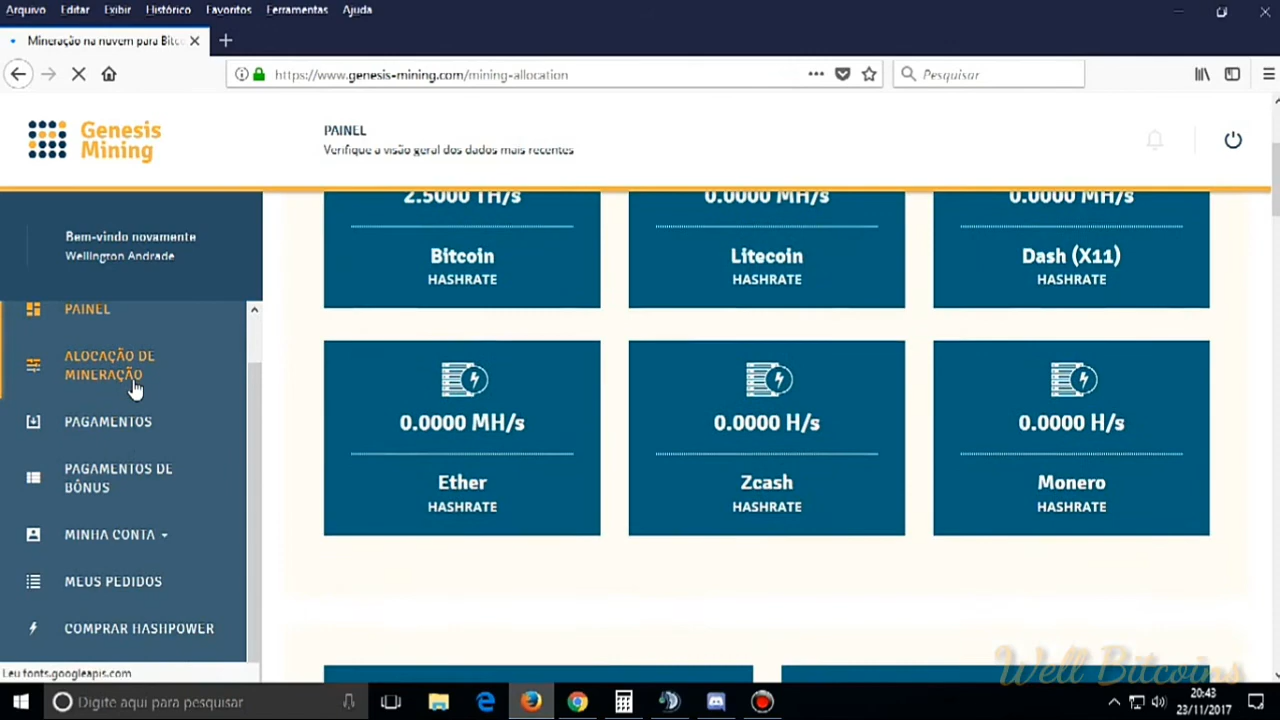 Arquivo Editar Exibir Histórico Favoritos Ferramentas Ajuda
Mineração na nuvem para Bitc
https://www.genesis-mining.com/mining-allocation
Pesquisar
Genesis
Mining
PAINEL
Verifique a visão geral dos dados mais recentes
Bem-vindo novamente
Wellington Andrade
PAINEL
ALOCAÇÃO DE
MINERAÇÃO
PAGAMENTOS
PAGAMENTOS DE
BÔNUS
MINHA CONTA
MEUS PEDIDOS
COMPRAR HASHPOWER
2.5000 TH/s
Bitcoin
HASHRATE
0.0000 MH/s
Litecoin
HASHRATE
0.0000 MH/s
Dash (X11)
HASHRATE
0.0000 MH/s
Ether
HASHRATE
0.0000 H/s
Zcash
HASHRATE
0.0000 H/s
Monero
HASHRATE
Leu fonts.googleapis.com
Well Bitcoins
Digite aqui para pesquisar
20:43
23/11/2017